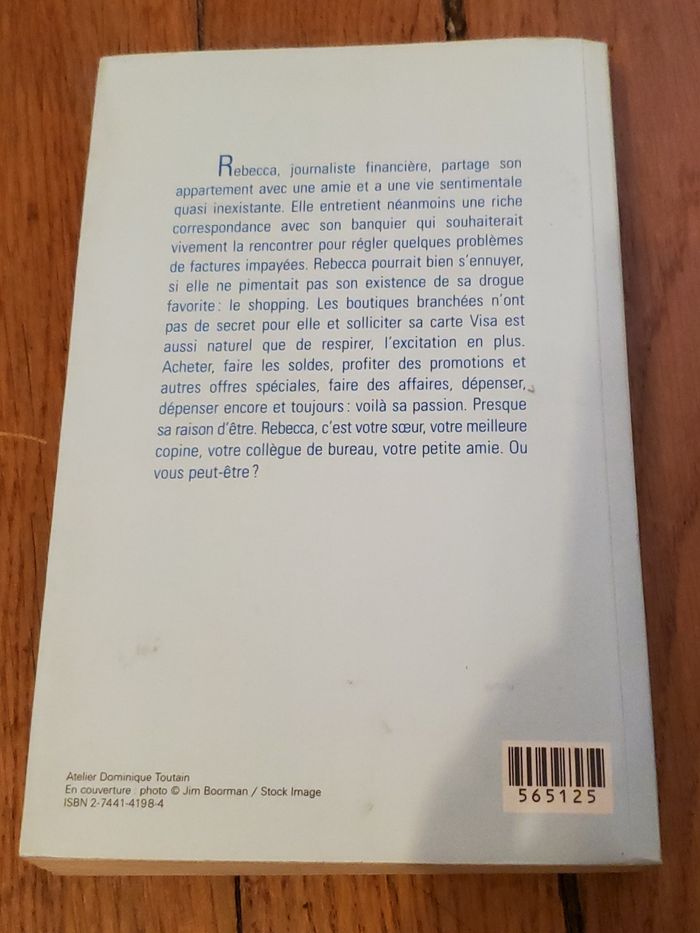 Rebecca, journaliste financière, partage son
appartement avec une amie et a une vie sentimentale
quasi inexistante. Elle entretient néanmoins une riche
correspondance avec son banquier qui souhaiterait
vivement la rencontrer pour régler quelques problèmes
de factures impayées. Rebecca pourrait bien s'ennuyer,
si elle ne pimentait pas son existence de sa drogue
favorite : le shopping. Les boutiques branchées n'ont
pas de secret pour elle et solliciter sa carte Visa est
aussi naturel que de respirer, l'excitation en plus.
Acheter, faire les soldes, profiter des promotions et
autres offres spéciales, faire des affaires, dépenser,
dépenser encore et toujours : voilà sa passion. Presque
sa raison d'être. Rebecca, c'est votre sœur, votre meilleure
copine, votre collègue de bureau, votre petite amie. Ou
vous peut-être ?
Atelier Dominique Toutain
En couverture : photo © Jim Boorman / Stock Image
ISBN 2-7441-4198-4
565125